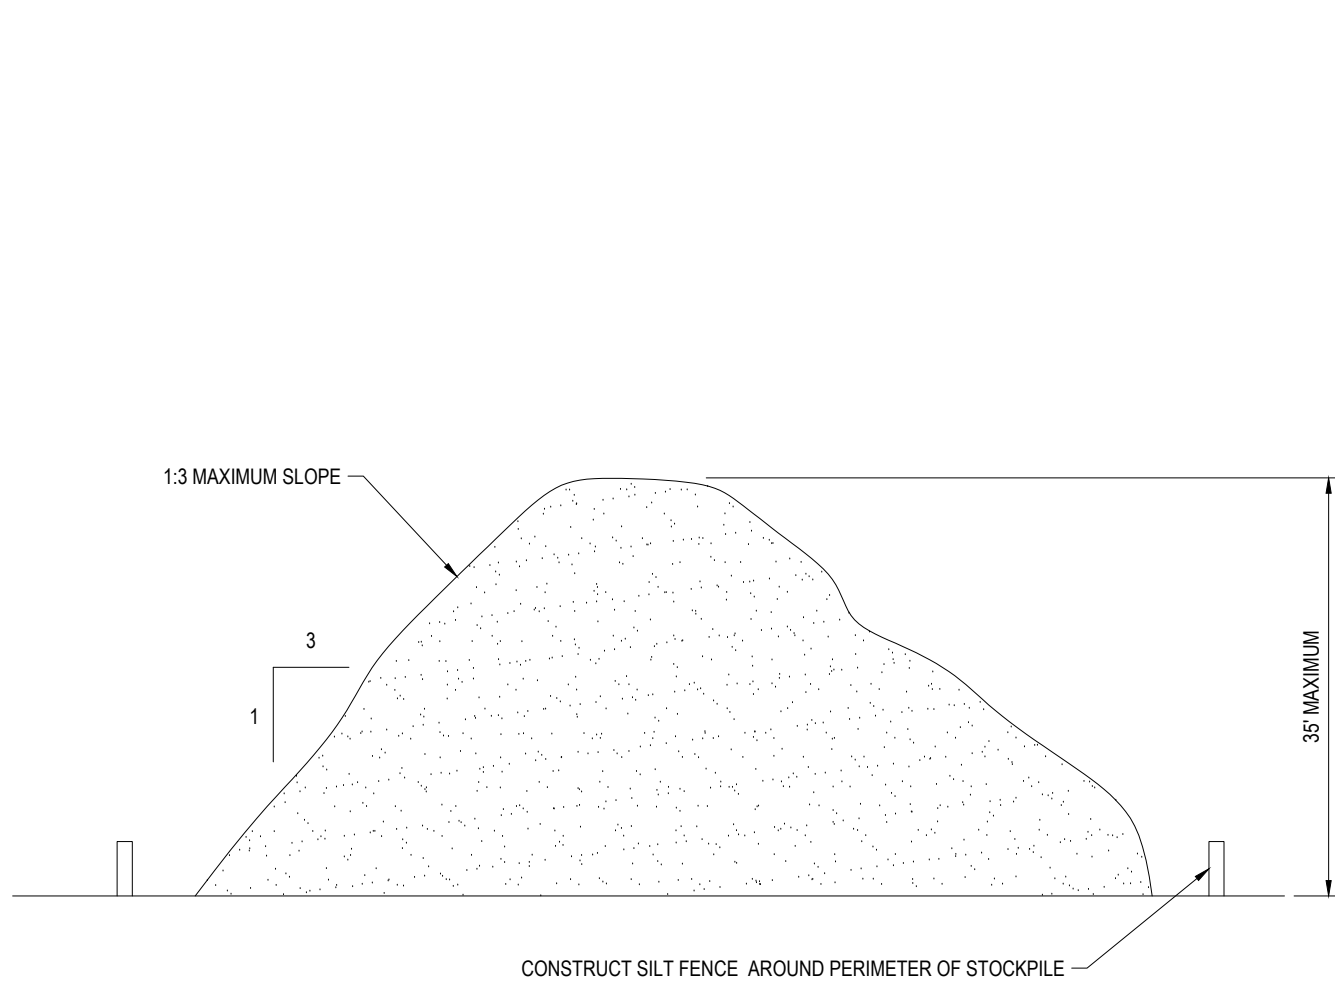 1:3 MAXIMUM SLOPE
3
1
35' MAXIMUM
CONSTRUCT SILT FENCE AROUND PERIMETER OF STOCKPILE